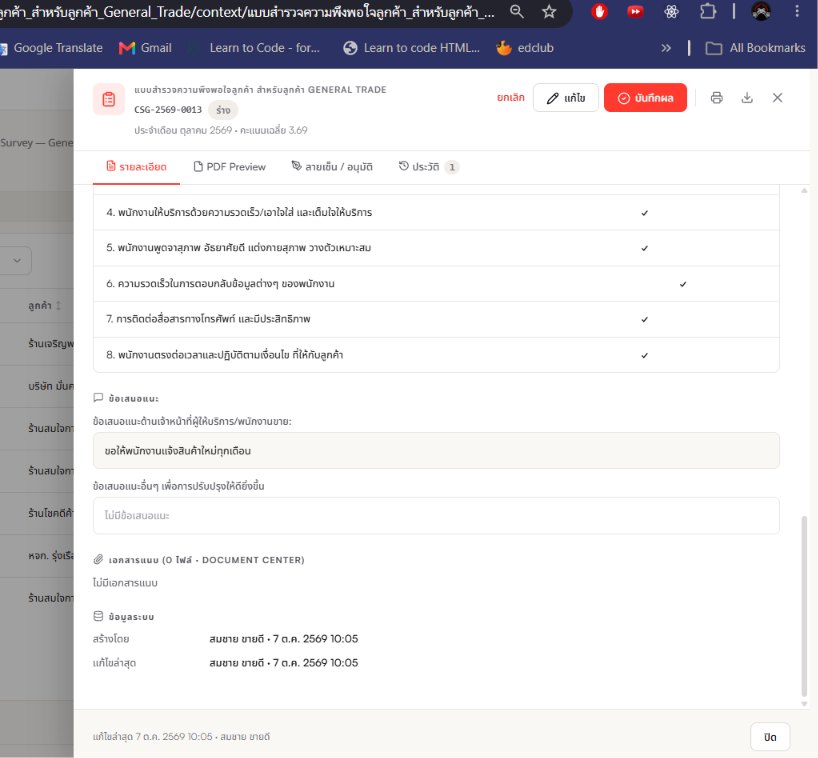 ูกค้า_สำหรับลูกค้า_General_Trade/context/แบบสำรวจความพึงพอใจลูกค้า_สำหรับลูกค้า_...
Google Translate Gmail Learn to Code - for... Learn to code HTML... edclub » All Bookmarks
แบบสำรวจความพึงพอใจลูกค้า สำหรับลูกค้า GENERAL TRADE
CSG-2569-0013 ร่าง
ประจำเดือน ตุลาคม 2569 • คะแนนเฉลี่ย 3.69
ยกเลิก แก้ไข บันทึกผล
Survey — Gene
รายละเอียด PDF Preview ลายเซ็น / อนุมัติ ประวัติ 1
4. พนักงานให้บริการด้วยความรวดเร็ว/เอาใจใส่ และเต็มใจให้บริการ
5. พนักงานพูดจาสุภาพ อัธยาศัยดี แต่งกายสุภาพ วางตัวเหมาะสม
6. ความรวดเร็วในการตอบกลับข้อมูลต่างๆ ของพนักงาน
7. การติดต่อสื่อสารทางโทรศัพท์ และมีประสิทธิภาพ
8. พนักงานตรงต่อเวลาและปฏิบัติตามเงื่อนไข ที่ให้กับลูกค้า
ลูกค้า
ร้านเจริญพ
บริษัท มั่นค
ร้านสมใจกา
ร้านสมใจกา
ร้านโชคดีค้า
หจก. รุ่งเรือ
ร้านสมใจกา
ข้อเสนอแนะ
ข้อเสนอแนะด้านเจ้าหน้าที่ผู้ให้บริการ/พนักงานขาย:
ขอให้พนักงานแจ้งสินค้าใหม่ทุกเดือน
ข้อเสนอแนะอื่นๆ เพื่อการปรับปรุงให้ดียิ่งขึ้น
ไม่มีข้อเสนอแนะ
เอกสารแนบ (0 ไฟล์ - DOCUMENT CENTER)
ไม่มีเอกสารแนบ
ข้อมูลระบบ
สร้างโดย สมชาย ขายดี • 7 ต.ค. 2569 10:05
แก้ไขล่าสุด สมชาย ขายดี • 7 ต.ค. 2569 10:05
แก้ไขล่าสุด 7 ต.ค. 2569 10:05 • สมชาย ขายดี
ปิด